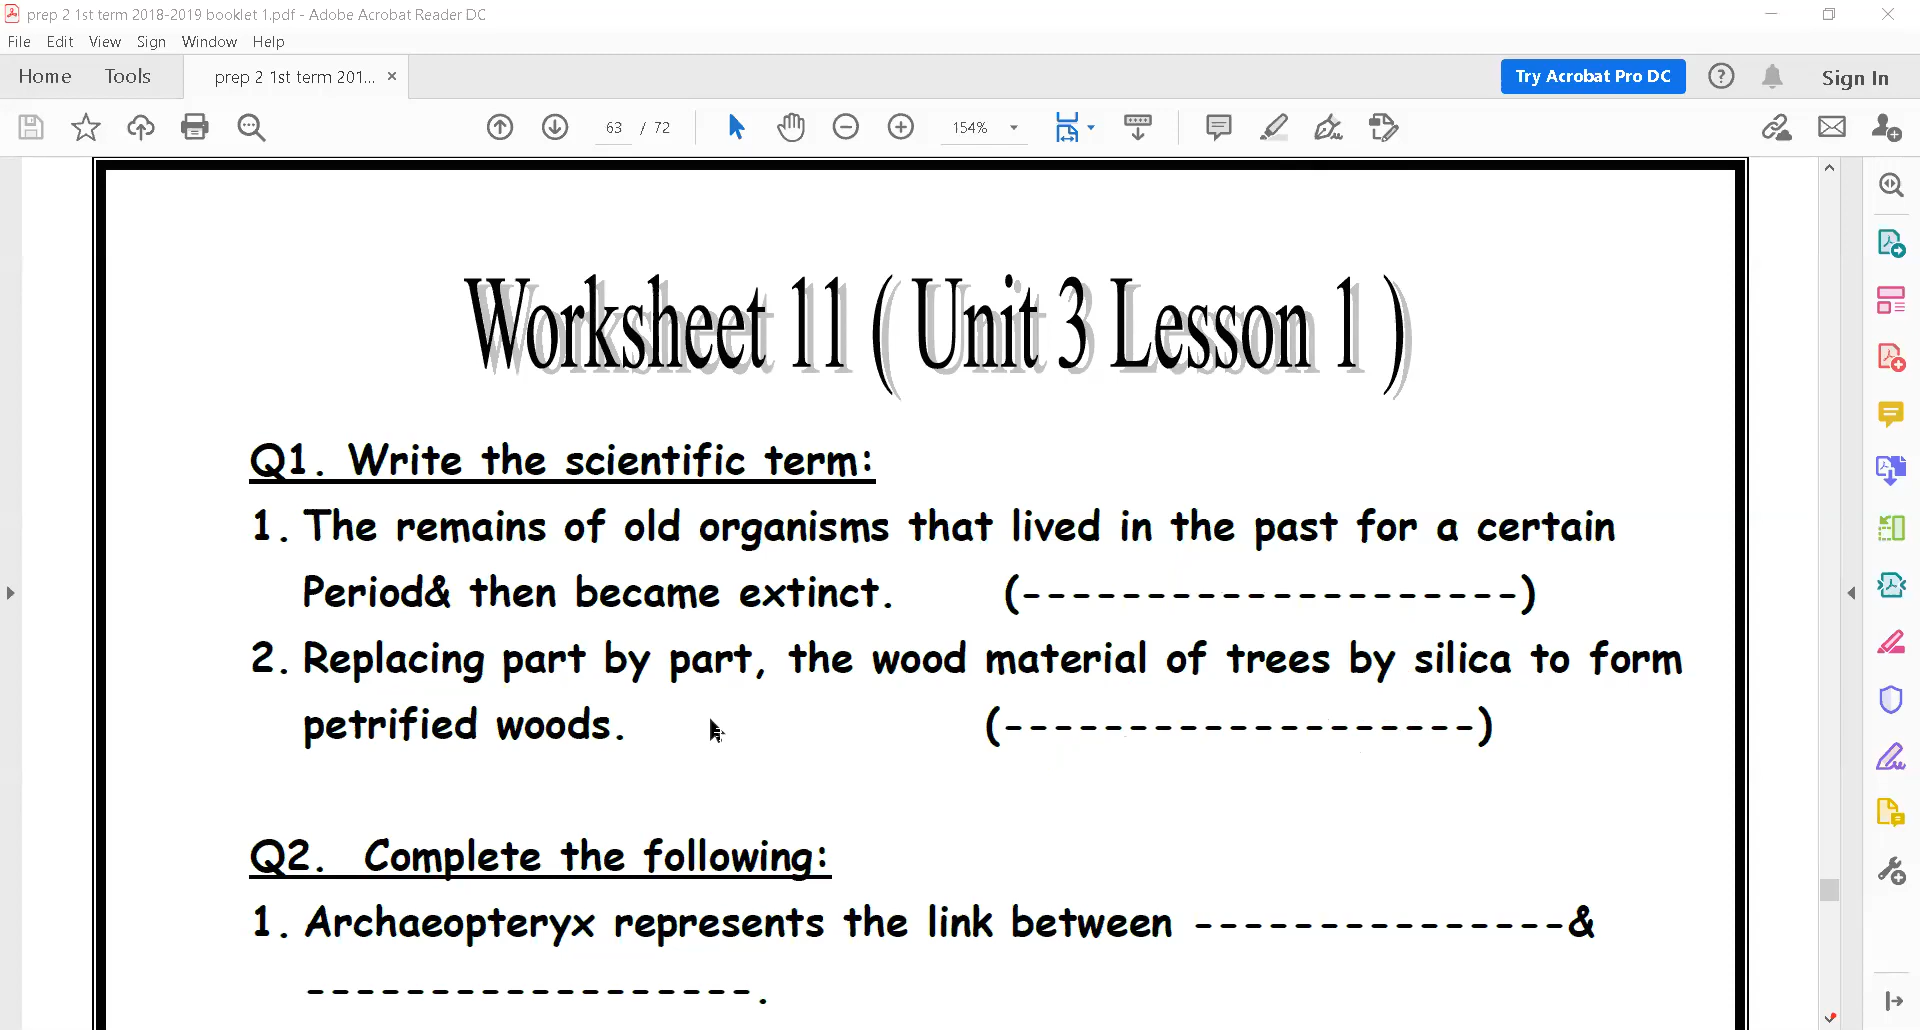 prep 2 1st term 2018-2019 booklet 1.pdf - Adobe Acrobat Reader DC
File Edit View Sign Window Help
Home Tools prep 2 1st term 201... × Try Acrobat Pro DC ? Sign In
63 / 72 154%
Worksheet 11 ( Unit 3 Lesson 1 )
Q1. Write the scientific term:
1. The remains of old organisms that lived in the past for a certain
Period& then became extinct. (--------------------)
2. Replacing part by part, the wood material of trees by silica to form
petrified woods. (-------------------)
Q2. Complete the following:
1. Archaeopteryx represents the link between ---------------&
------------------.